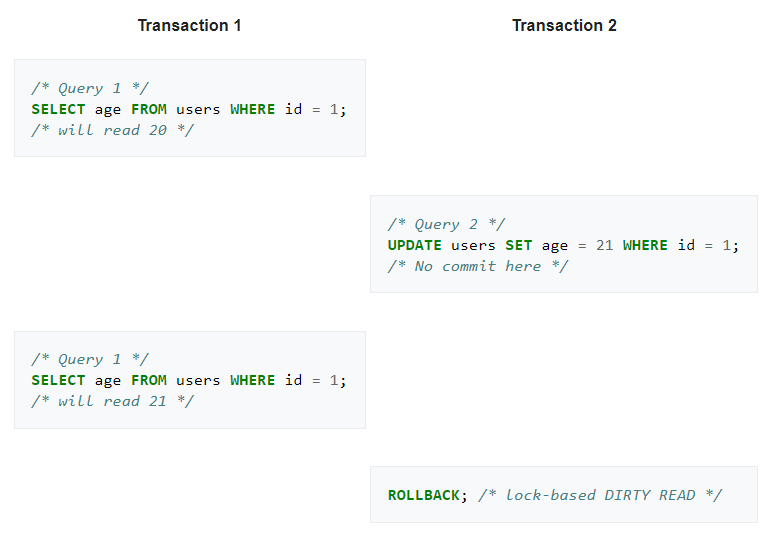 Transaction 1 Transaction 2
/* Query 1 */
SELECT age FROM users WHERE id = 1;
/* will read 20 */
/* Query 2 */
UPDATE users SET age = 21 WHERE id = 1;
/* No commit here */
/* Query 1 */
SELECT age FROM users WHERE id = 1;
/* will read 21 */
ROLLBACK; /* lock-based DIRTY READ */